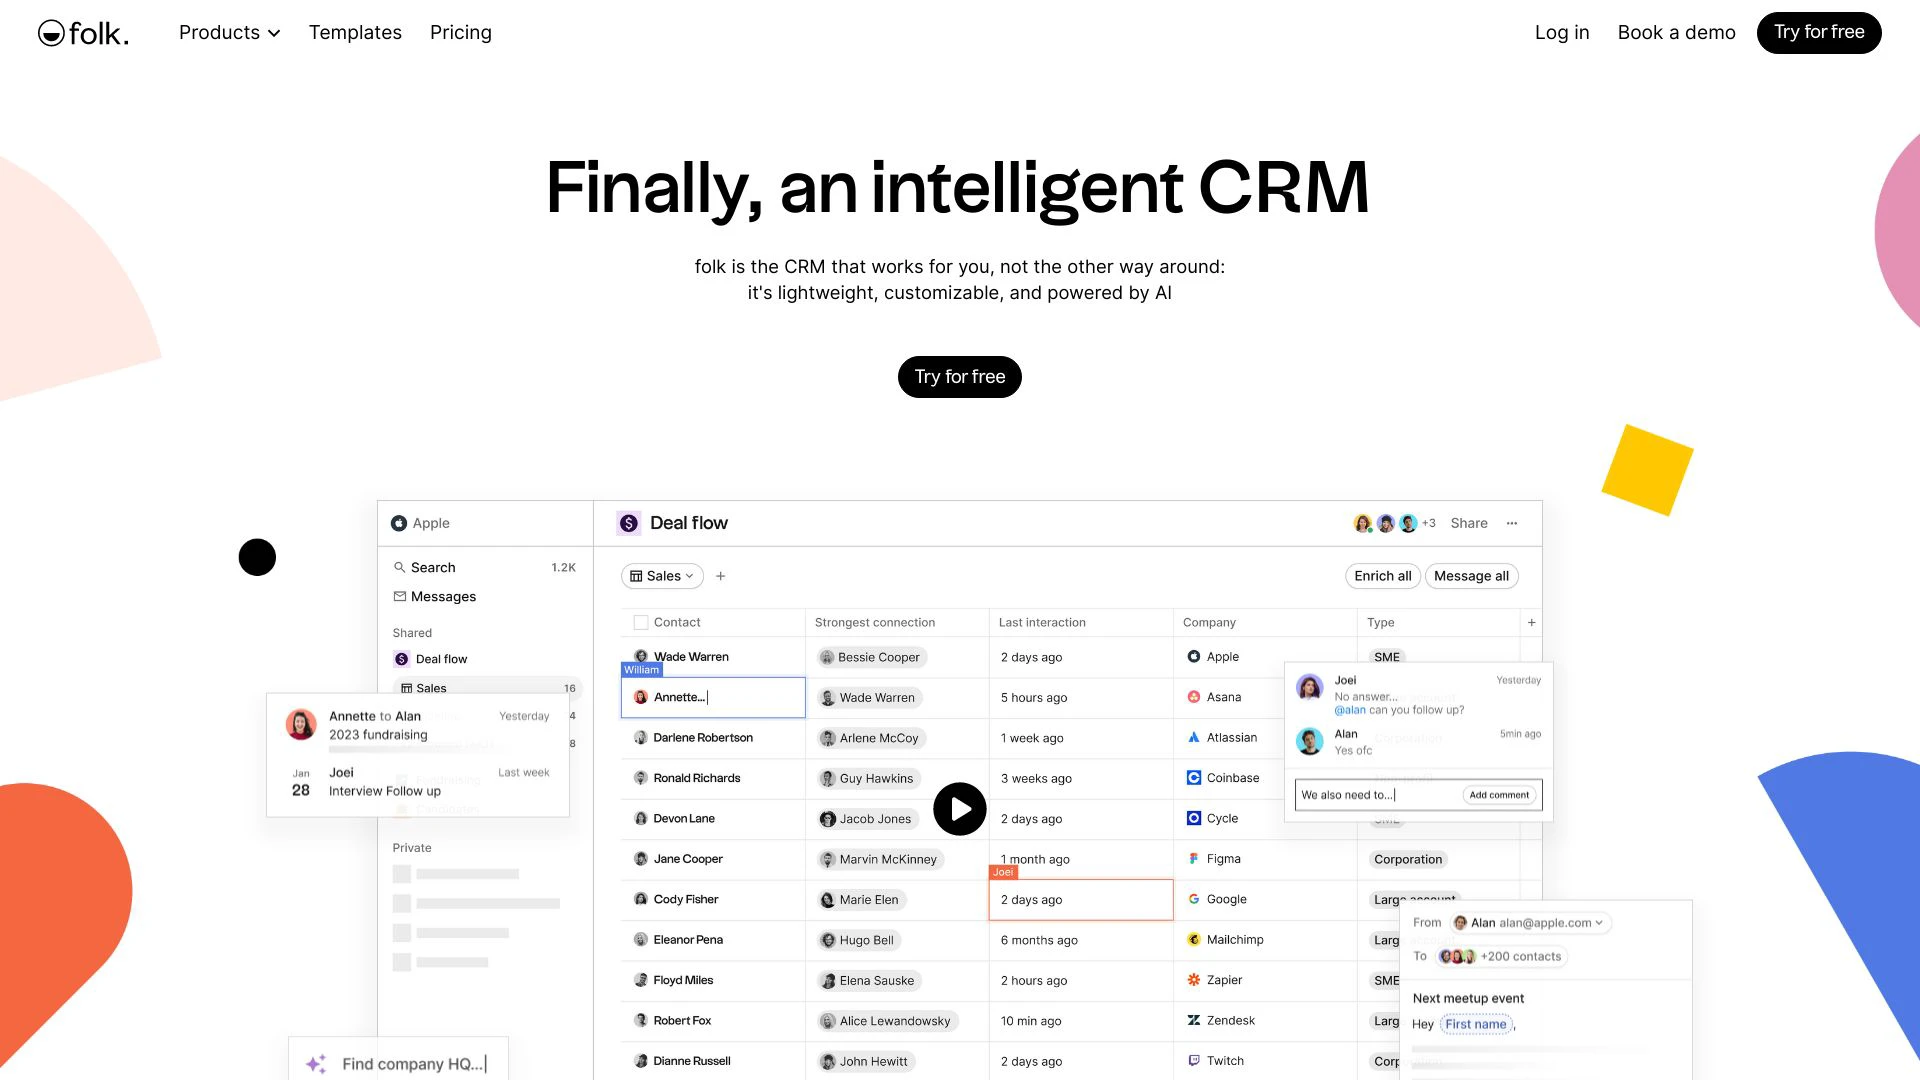 folk.
Products
Templates
Pricing
Log in
Book a demo
Try for free
Finally, an intelligent CRM
folk is the CRM that works for you, not the other way around:
it's lightweight, customizable, and powered by AI
Try for free
Apple
Search 1.2K
Messages
Shared
Deal flow
Sales 16
4
8
Annette to Alan Yesterday
2023 fundraising
Jan 28 Joei Last week
Interview Follow up
Private
Find company HQ...
Deal flow
+3 Share
Sales
Enrich all
Message all
Contact Strongest connection Last interaction Company Type
Wade Warren Bessie Cooper 2 days ago Apple SME
William
Annette... Wade Warren 5 hours ago Asana
Darlene Robertson Arlene McCoy 1 week ago Atlassian
Ronald Richards Guy Hawkins 3 weeks ago Coinbase
Devon Lane Jacob Jones 2 days ago Cycle SME
Jane Cooper Marvin McKinney 1 month ago Figma Corporation
Joei
Cody Fisher Marie Elen 2 days ago Google Large account
Eleanor Pena Hugo Bell 6 months ago Mailchimp Larg
Floyd Miles Elena Sauske 2 hours ago Zapier SME
Robert Fox Alice Lewandowsky 10 min ago Zendesk Larg
Dianne Russell John Hewitt 2 days ago Twitch Corp
Joei Yesterday
No answer...
@alan can you follow up?
Alan 5min ago
Yes ofc
We also need to...
Add comment
From Alan alan@apple.com
To +200 contacts
Next meetup event
Hey First name,